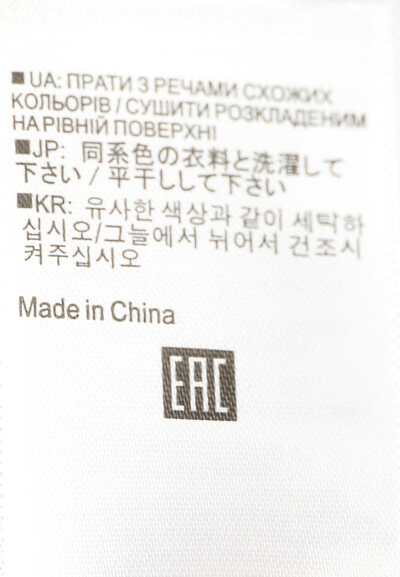 ■ UA: ПРАТИ З РЕЧАМИ СХОЖИХ
КОЛЬОРІВ / СУШИТИ РОЗКЛАДЕНИМ
НА РІВНІЙ ПОВЕРХНІ
■ JP: 同系色の衣料と洗濯して
下さい / 平干しして下さい
■ KR: 유사한 색상과 같이 세탁하
십시오/그늘에서 뉘어서 건조시
켜주십시오
Made in China
EAC